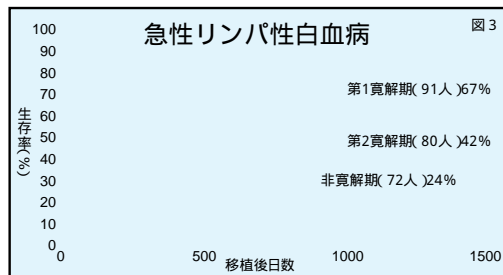 急性リンパ性白血病
図3
100
90
80
70
60
50
40
30
20
10
0
生存率(%)
第1寛解期(91人)67%
第2寛解期(80人)42%
非寛解期(72人)24%
0
500
1000
1500
移植後日数